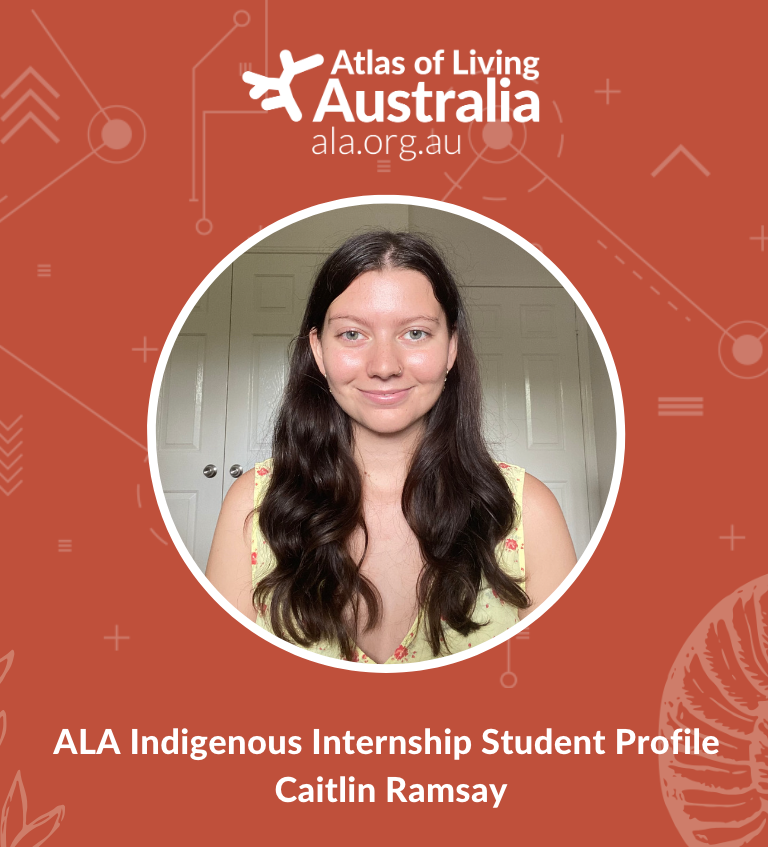 Atlas of Living
Australia
ala.org.au
ALA Indigenous Internship Student Profile
Caitlin Ramsay